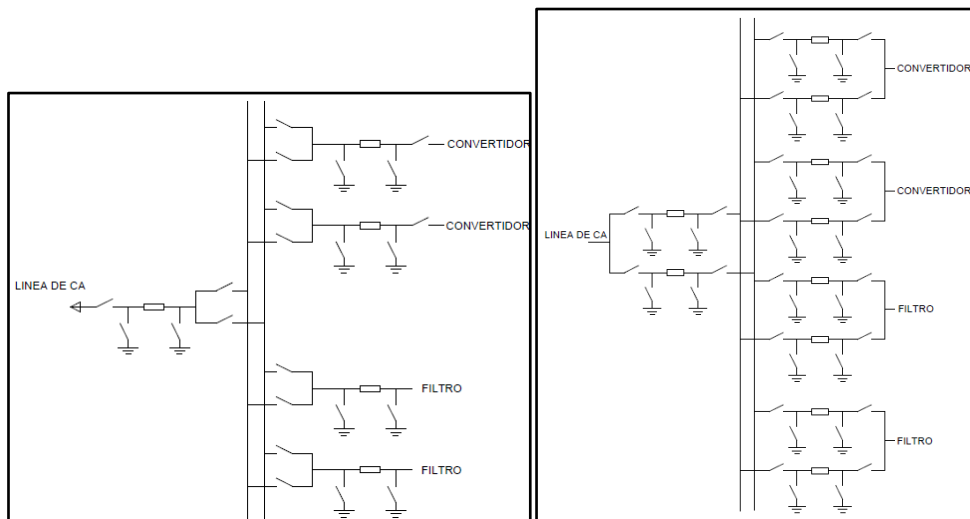 CONVERTIDOR
CONVERTIDOR
LINEA DE CA
FILTRO
FILTRO
CONVERTIDOR
CONVERTIDOR
LINEA DE CA
FILTRO
FILTRO